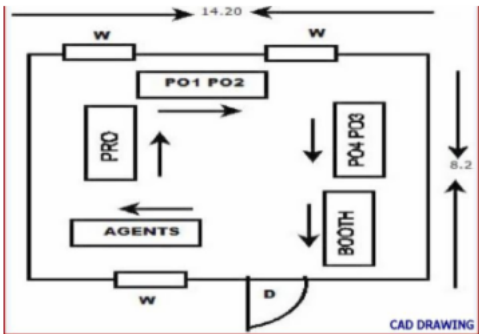 14.20
W
W
PO1 PO2
PRO
PO4 PO3
8.2
AGENTS
BOOTH
W
D
CAD DRAWING